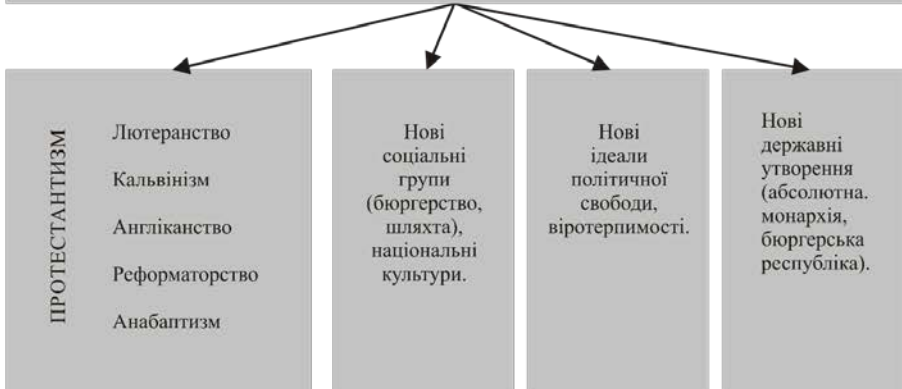 ПРОТЕСТАНТИЗМ
Лютеранство
Кальвінізм
Англіканство
Реформаторство
Анабаптизм
Нові
соціальні
групи
(бюргерство,
шляхта),
національні
культури.
Нові
ідеали
політичної
свободи,
віротерпимості.
Нові
державні
утворення
(абсолютна.
монархія,
бюргерська
республіка).